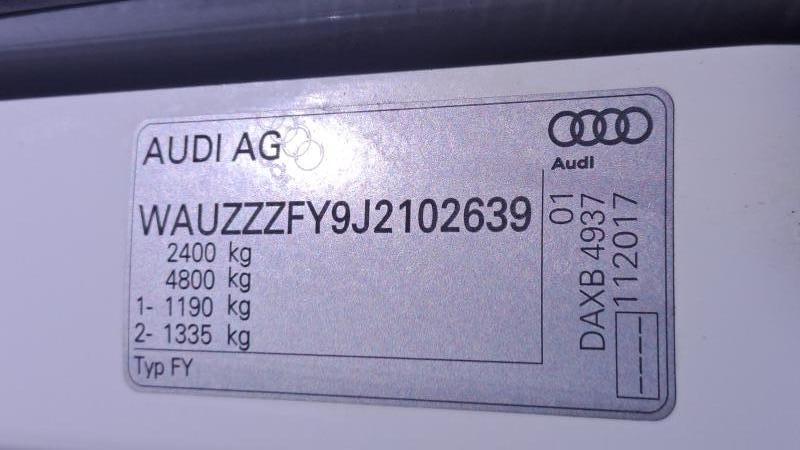 AUDI AG
Audi
WAUZZZFY9J2102639
2400 kg
4800 kg
1- 1190 kg
2- 1335 kg
Typ FY
01
DAXB 4937
112017
----